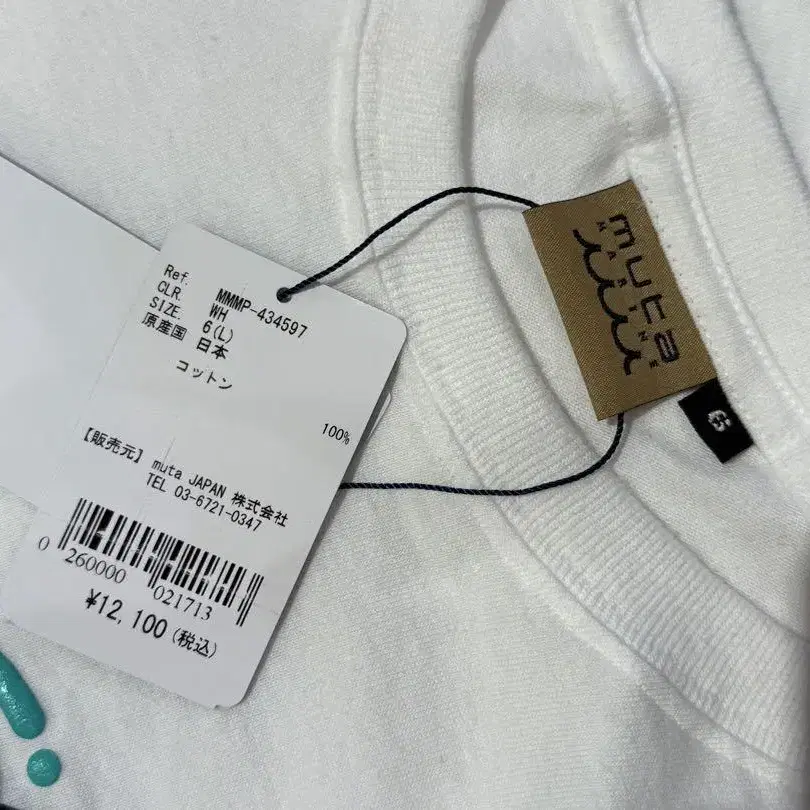 Ref. MMMP-434597
CLR. WH
SIZE. 6(L)
原産国 日本
コットン
100%
【販売元】 muta JAPAN 株式会社
TEL 03-6721-0347
0 260000 021713
¥12,100(税込)
muta
MARINE
6